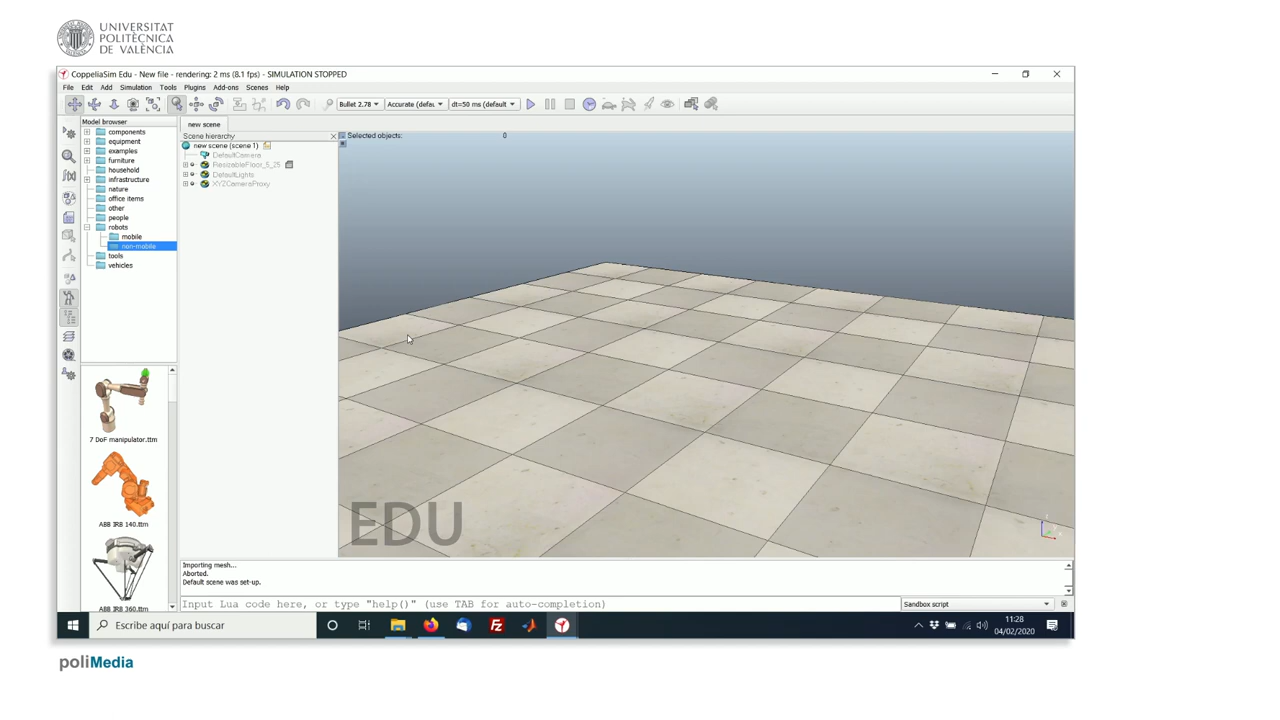 UNIVERSITAT
POLITÈCNICA
DE VALÈNCIA
CoppeliaSim Edu - New file - rendering: 2 ms (8.1 fps) - SIMULATION STOPPED
File Edit Add Simulation Tools Plugins Add-ons Scenes Help
Bullet 2.78 Accurate (defau dt=50 ms (default
Model browser
components
equipment
examples
furniture
household
infrastructure
nature
office items
other
people
robots
mobile
non-mobile
tools
vehicles
7 DoF manipulator.ttm
ABB IRB 140.ttm
ABB IRB 360.ttm
new scene
Scene hierarchy
new scene (scene 1)
DefaultCamera
ResizableFloor_5_25
DefaultLights
XYZCameraProxy
Selected objects: 0
EDU
Importing mesh...
Aborted.
Default scene was set-up.
Input Lua code here, or type "help()" (use TAB for auto-completion)
Sandbox script
Escribe aquí para buscar
11:28
04/02/2020
poliMedia